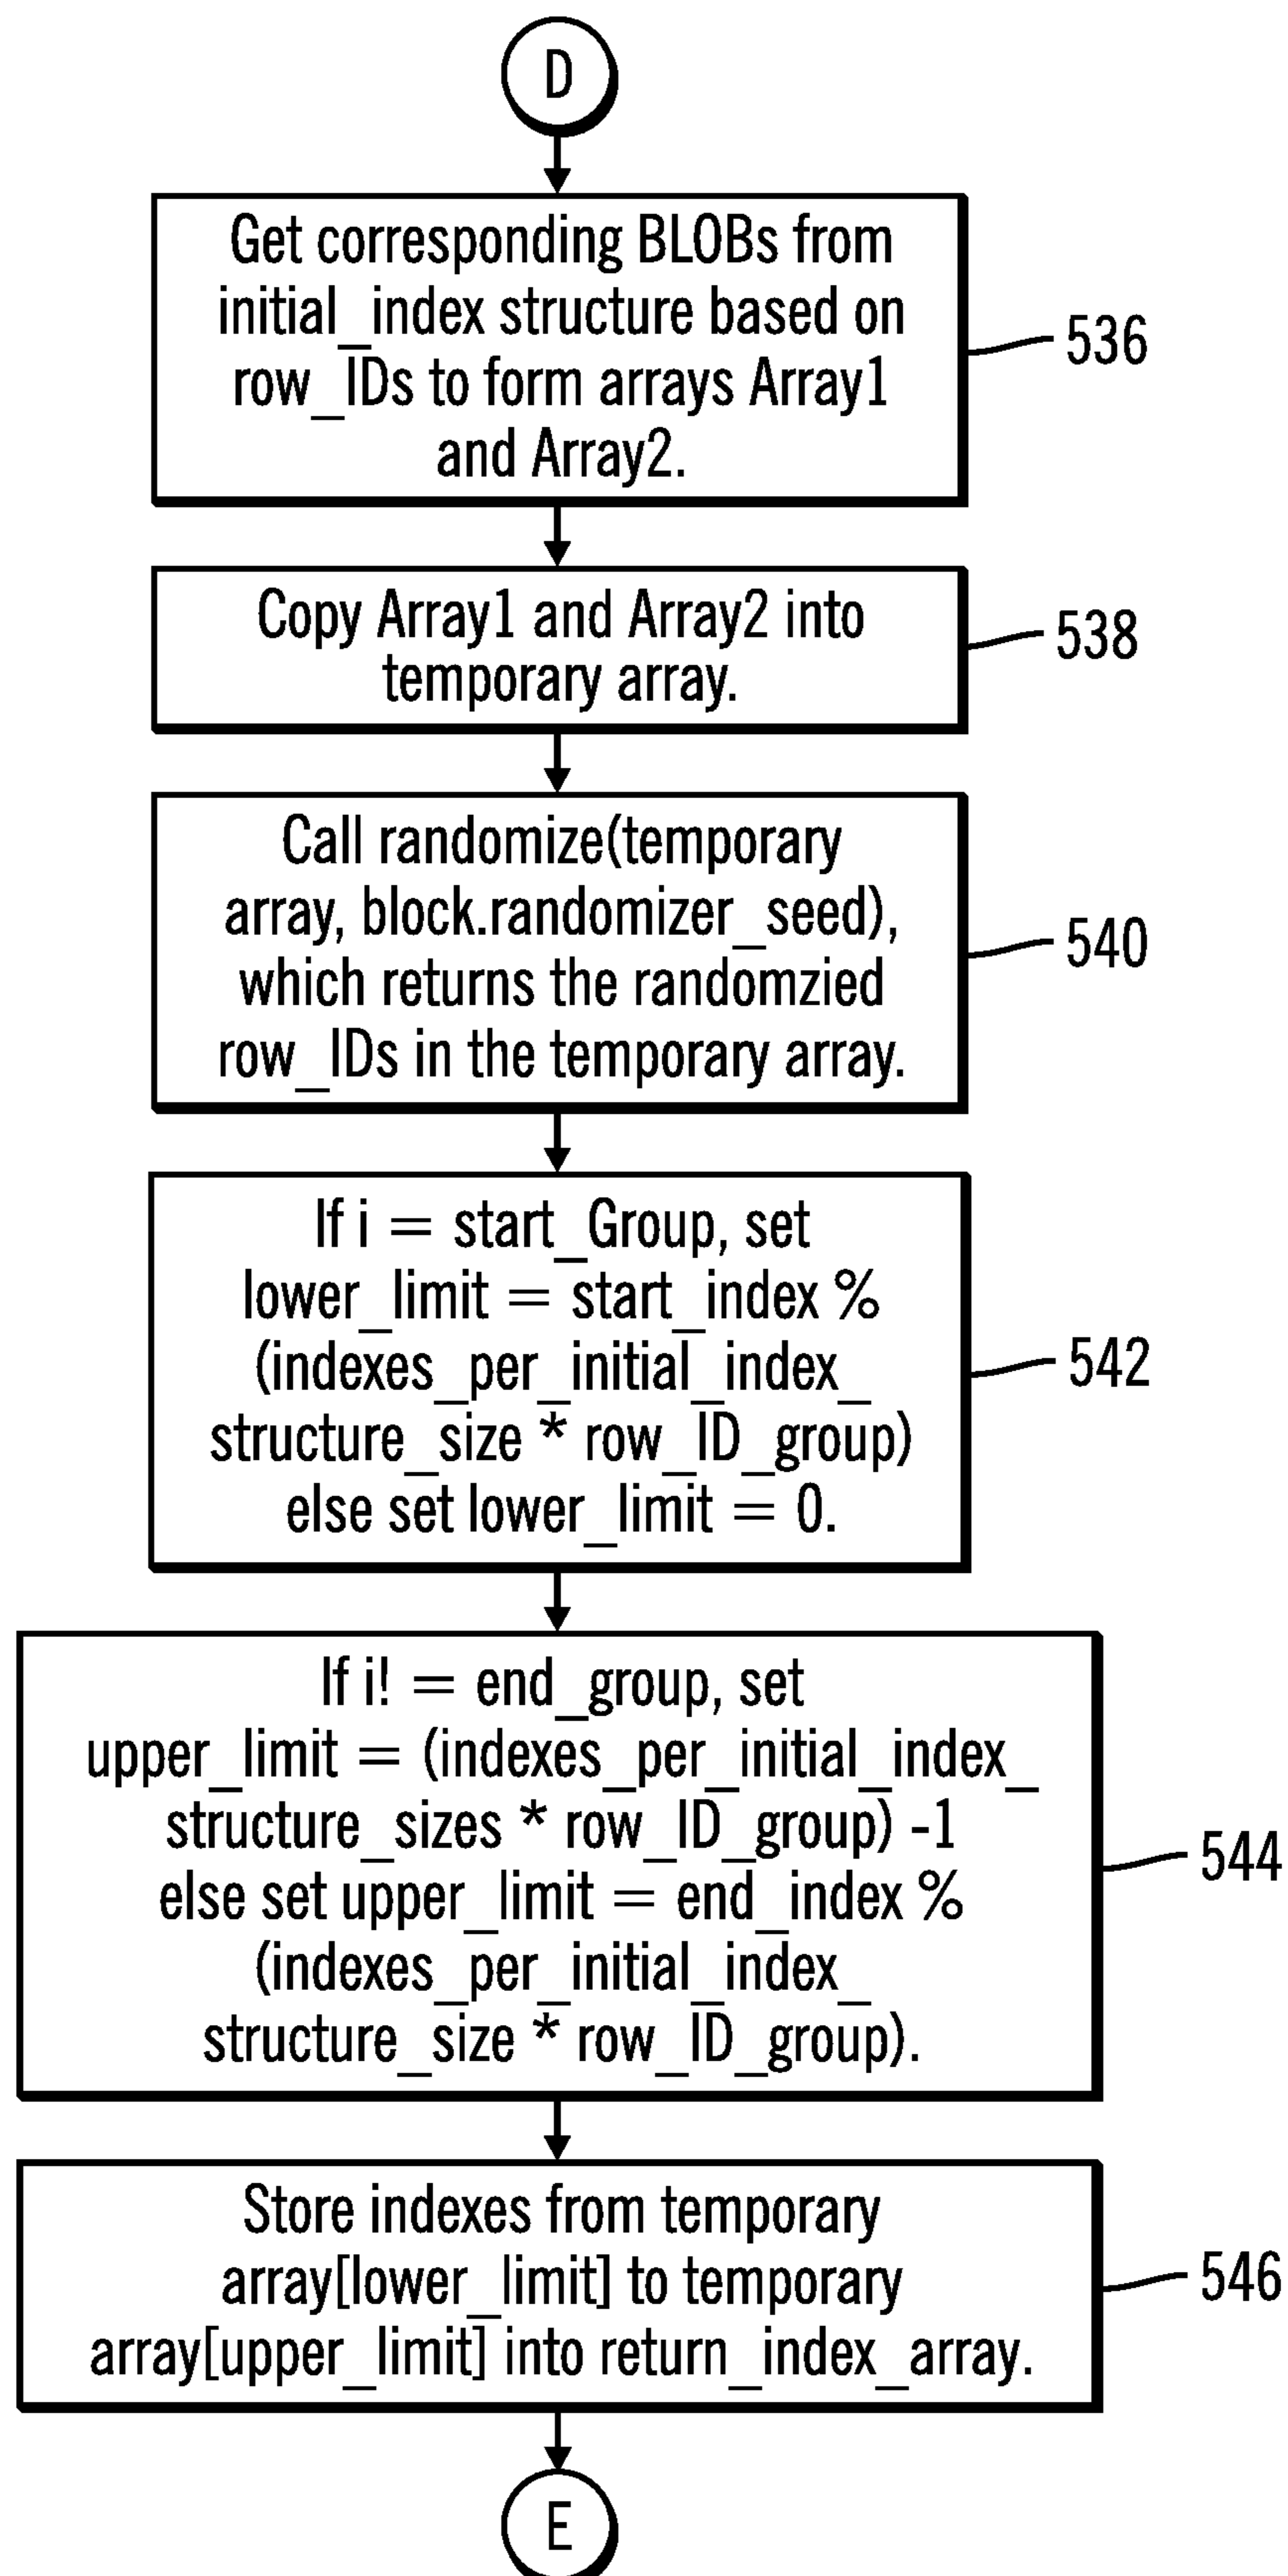 D
Get corresponding BLOBs from
initial_index structure based on
row_IDs to form arrays Array1
and Array2.
536
Copy Array1 and Array2 into
temporary array.
538
Call randomize(temporary
array, block.randomizer_seed),
which returns the randomzied
row_IDs in the temporary array.
540
If i = start_Group, set
lower_limit = start_index %
(indexes_per_initial_index_
structure_size * row_ID_group)
else set lower_limit = 0.
542
If i! = end_group, set
upper_limit = (indexes_per_initial_index_
structure_sizes * row_ID_group) -1
else set upper_limit = end_index %
(indexes_per_initial_index_
structure_size * row_ID_group).
544
Store indexes from temporary
array[lower_limit] to temporary
array[upper_limit] into return_index_array.
546
E